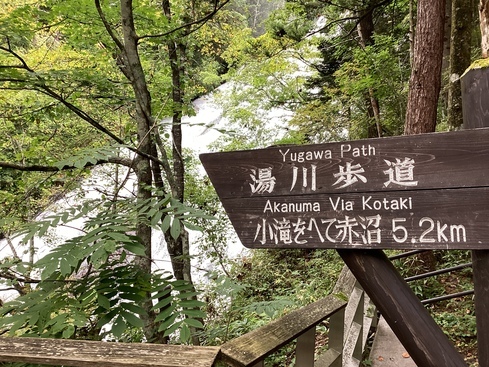 Yugawa Path
湯川歩道
Akanuma Via Kotaki
小滝をへて赤沼 5.2km